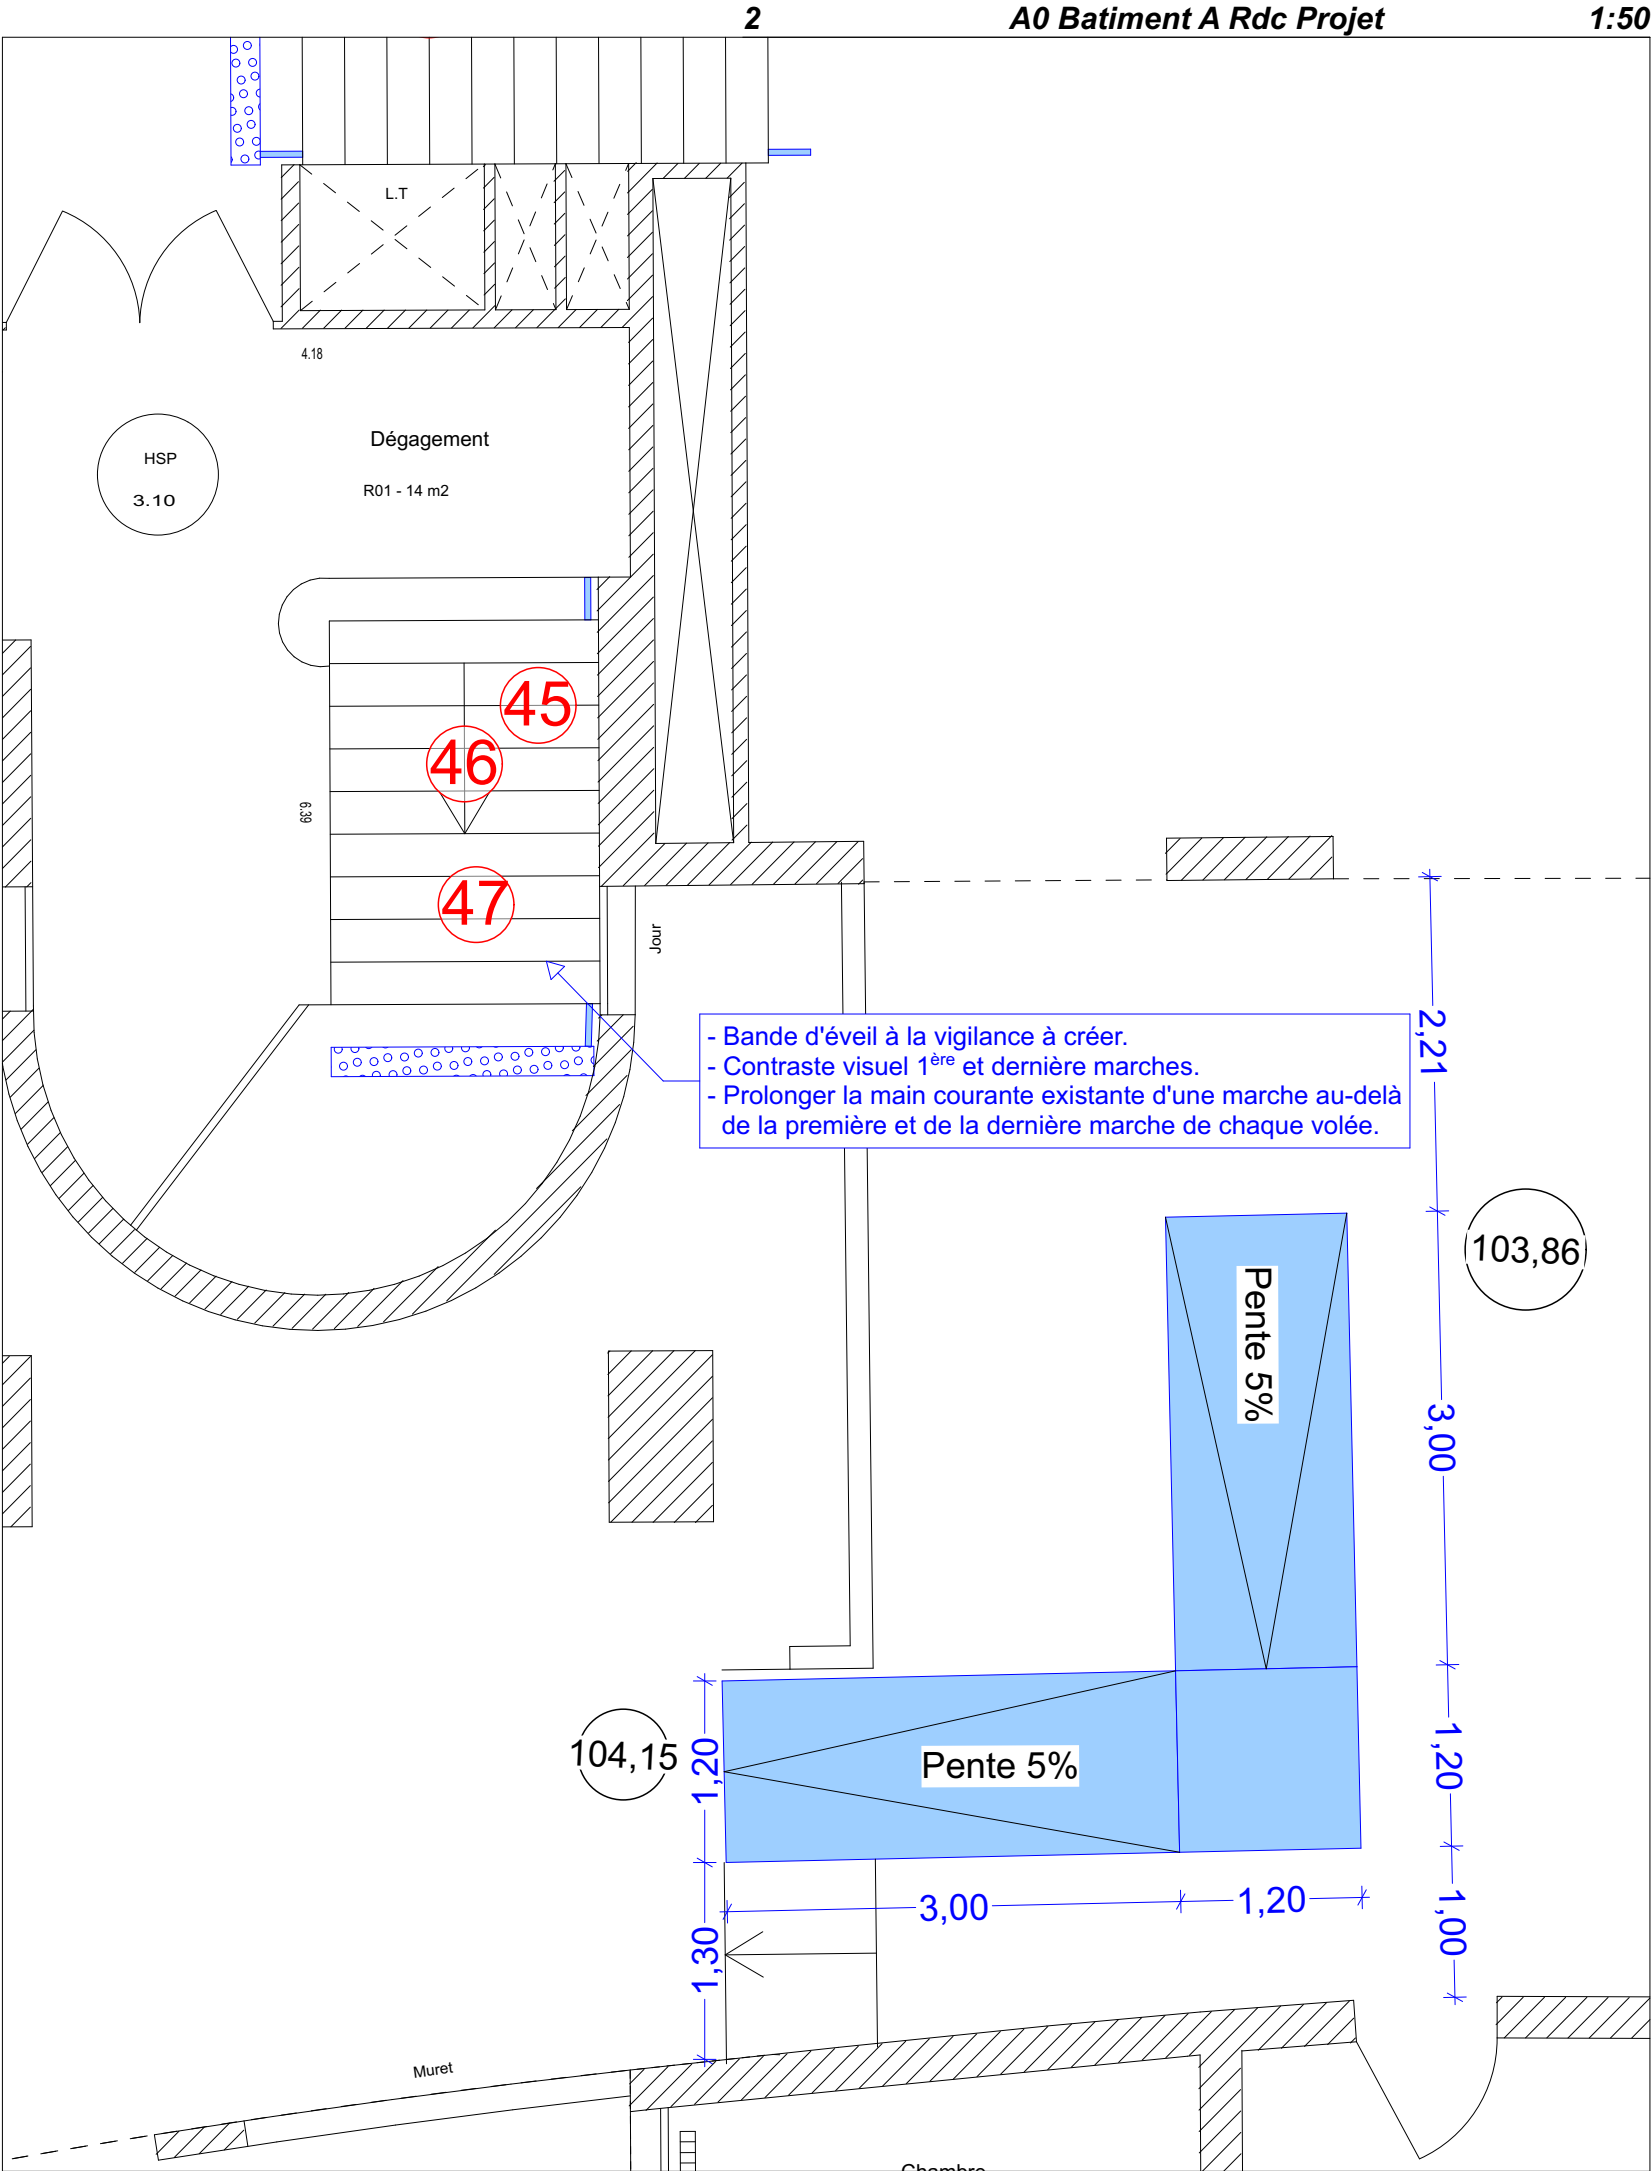 2 A0 Batiment A Rdc Projet 1:50
L.T
4.18
HSP
3.10
Dégagement
R01 - 14 m2
45
46
47
6.39
Jour
- Bande d'éveil à la vigilance à créer.
- Contraste visuel 1ère et dernière marches.
- Prolonger la main courante existante d'une marche au-delà
de la première et de la dernière marche de chaque volée.
2,21
103,86
Pente 5%
3,00
104,15
1,20
Pente 5%
1,20
3,00
1,20
1,30
1,00
Muret
Chambre